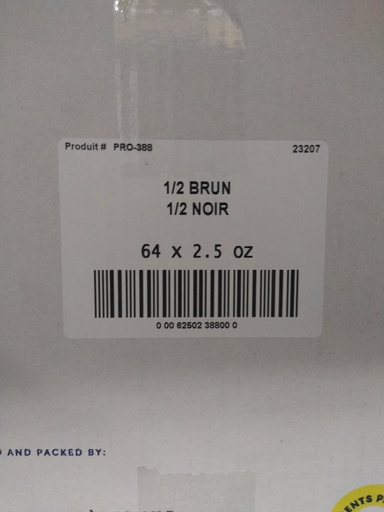 Produit # PRO-388 23207
1/2 BRUN
1/2 NOIR
64 x 2.5 oz
0 00 62502 38800 0
AND PACKED BY:
ENTS